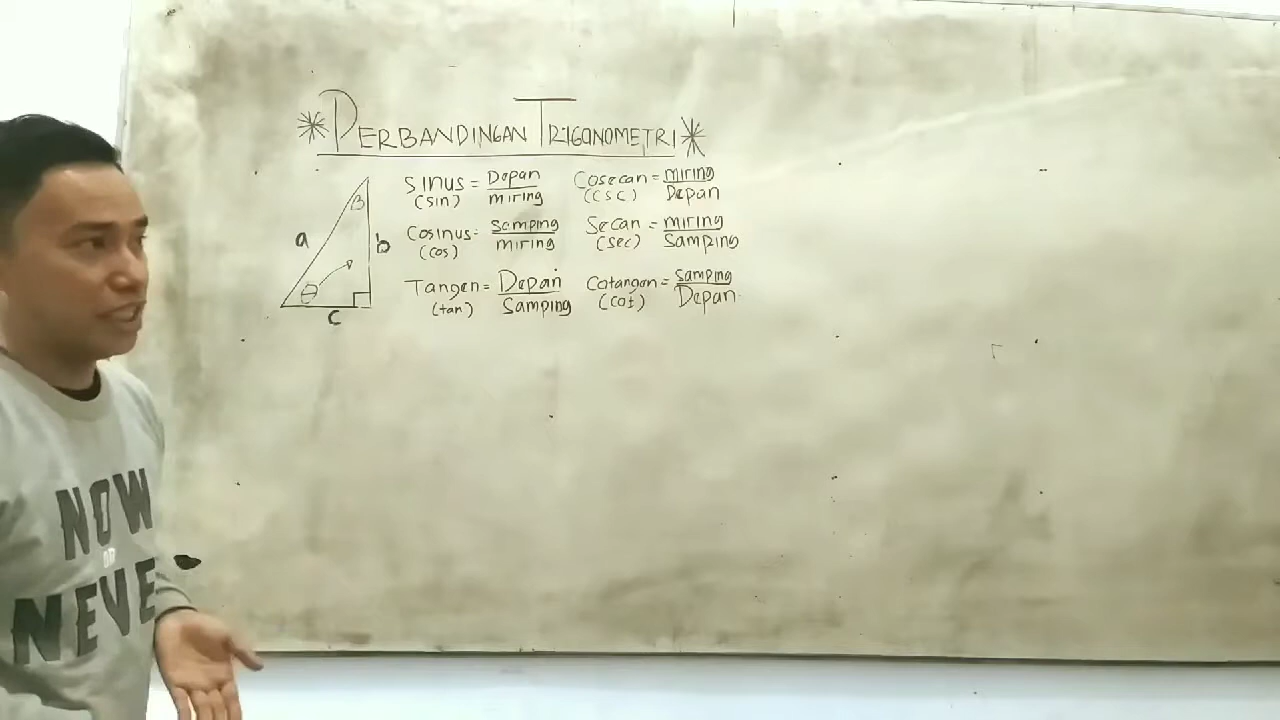 *PERBANDINGAN TRIGONOMETRI*
Sinus = Depan / miring
(sin)
Cosecan = miring / Depan
(csc)
Cosinus = Samping / miring
(cos)
Secan = miring / Samping
(sec)
Tangen = Depan / Samping
(tan)
Cotangen = Samping / Depan
(cot)
β
a
b
θ
c
NOW
OR
NEVE